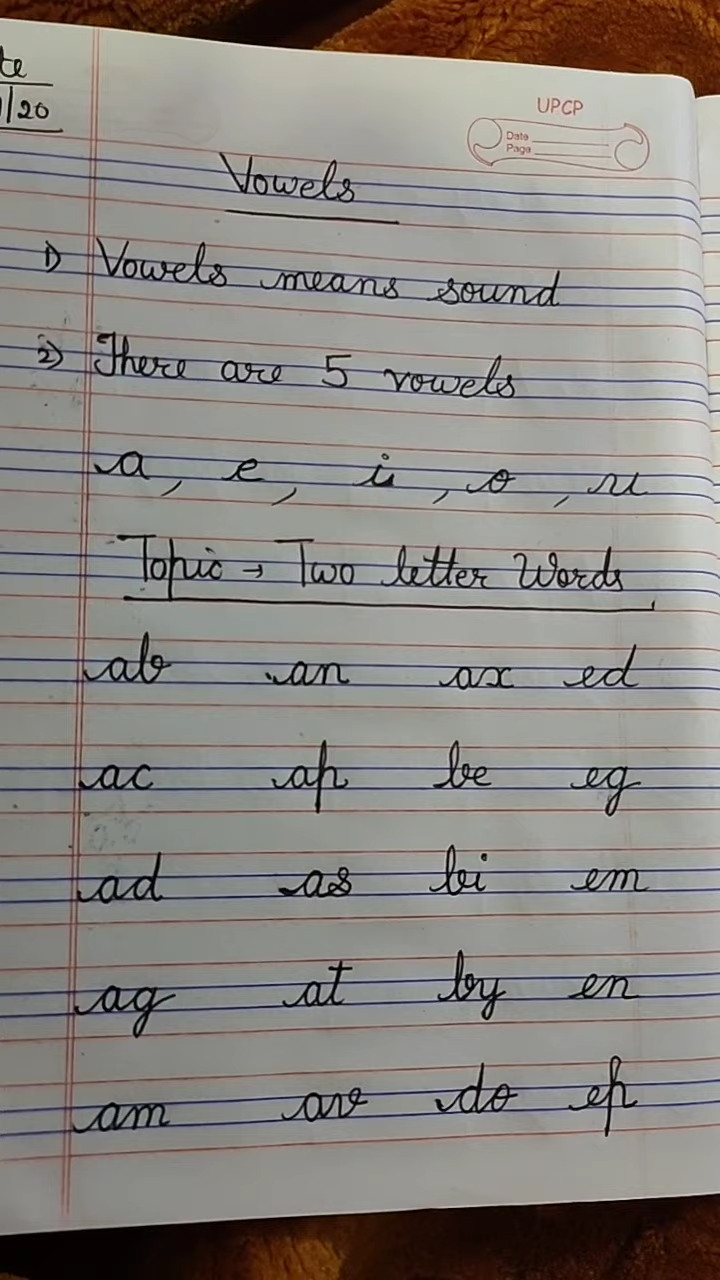 te
1/20
UPCP
Date
Page
Vowels
1) Vowels means sound
2) There are 5 vowels
a, e, i, o, u
Topic → Two letter Words
ab an ax ed
ac ap be eg
ad as bi em
ag at by en
am av do ep